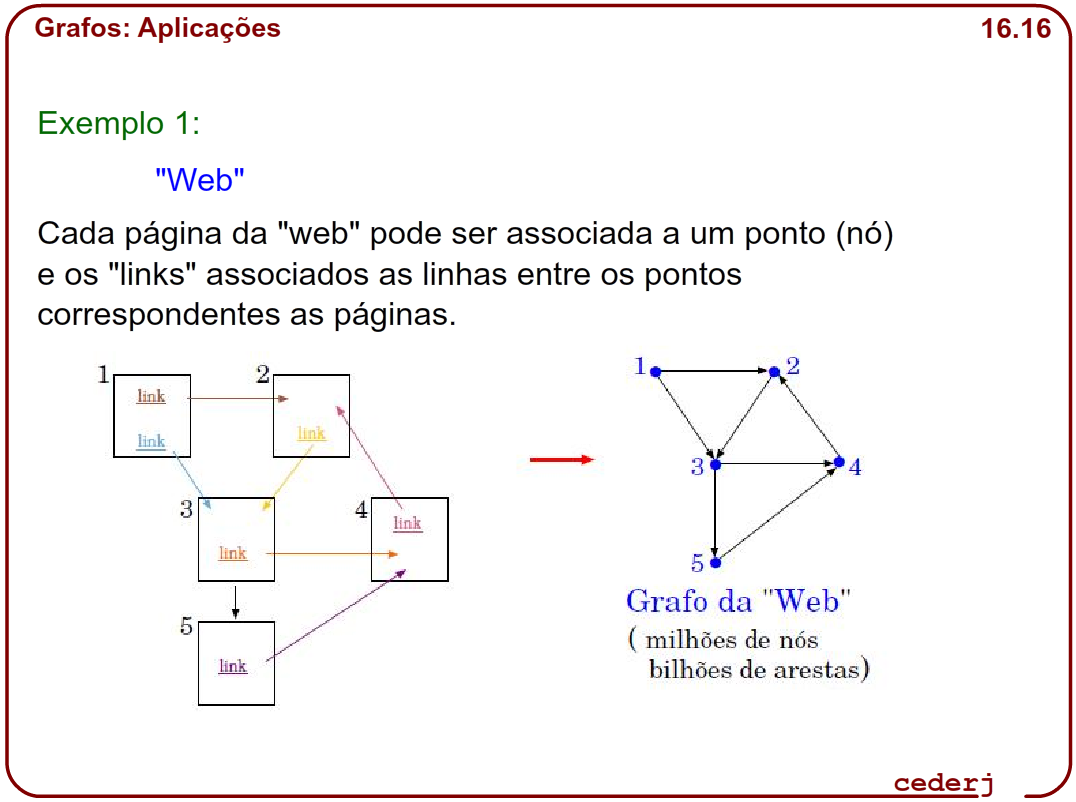 Grafos: Aplicações
16.16
Exemplo 1:
"Web"
Cada página da "web" pode ser associada a um ponto (nó)
e os "links" associados as linhas entre os pontos
correspondentes as páginas.
1
link
link
2
link
3
link
4
link
5
link
1
2
3
4
5
Grafo da "Web"
( milhões de nós
bilhões de arestas)
cederj